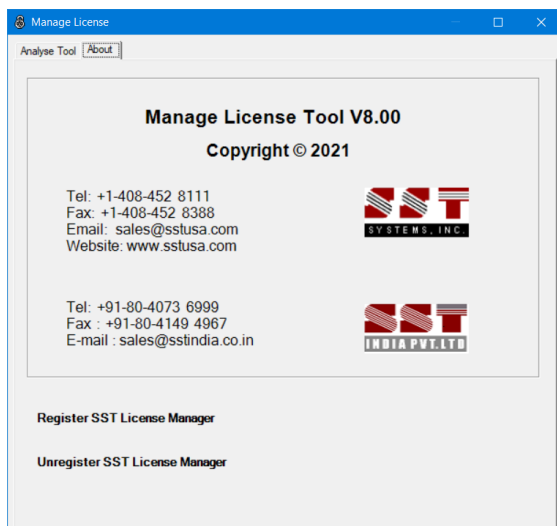 Manage License
Analyse Tool About
Manage License Tool V8.00
Copyright © 2021
Tel: +1-408-452 8111
Fax: +1-408-452 8388
Email: sales@sstusa.com
Website: www.sstusa.com
SST
SYSTEMS, INC.
Tel: +91-80-4073 6999
Fax : +91-80-4149 4967
E-mail : sales@sstindia.co.in
SST
INDIA PVT.LTD
Register SST License Manager
Unregister SST License Manager